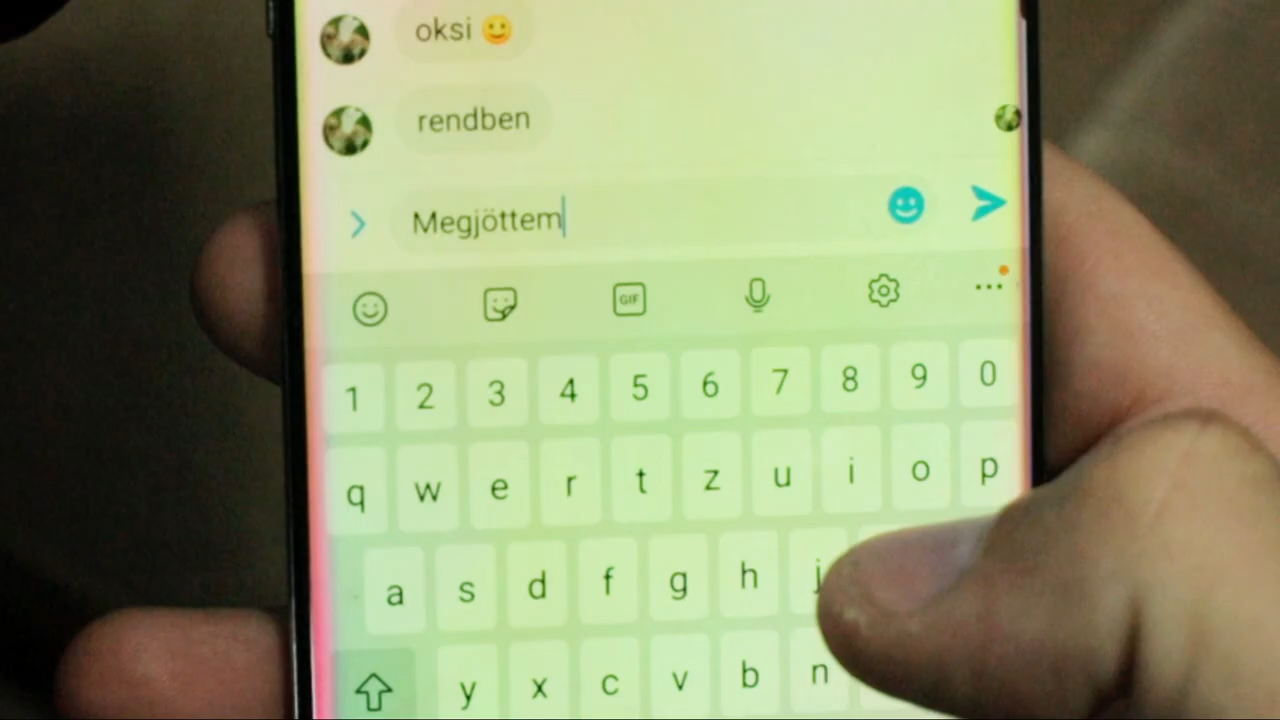 oksi 🙂
rendben
Megjöttem
GIF
1 2 3 4 5 6 7 8 9 0
q w e r t z u i o p
a s d f g h j
y x c v b n